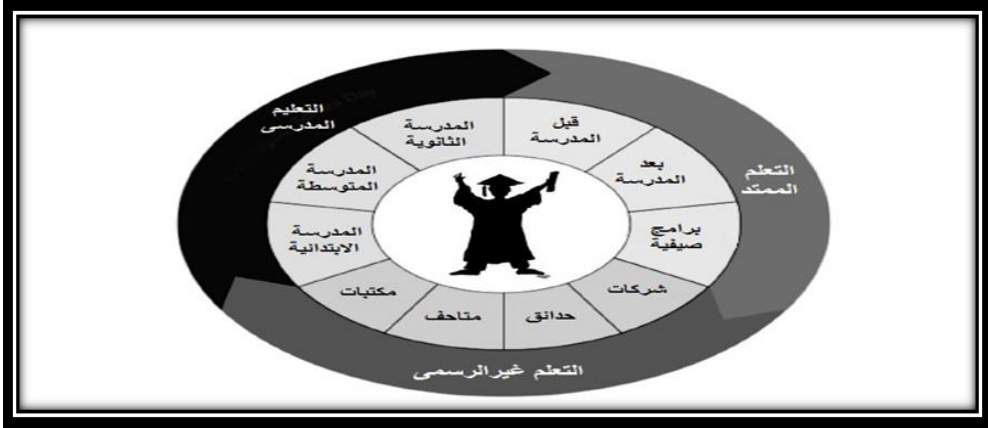 التعليم
المدرسى
المدرسة
الثانوية
قبل
المدرسة
بعد
المدرسة
التعلم
الممتد
المدرسة
المتوسطة
برامج
صيفية
المدرسة
الابتدائية
شركات
مكتبات
حدائق
متاحف
التعلم غيرالرسمى